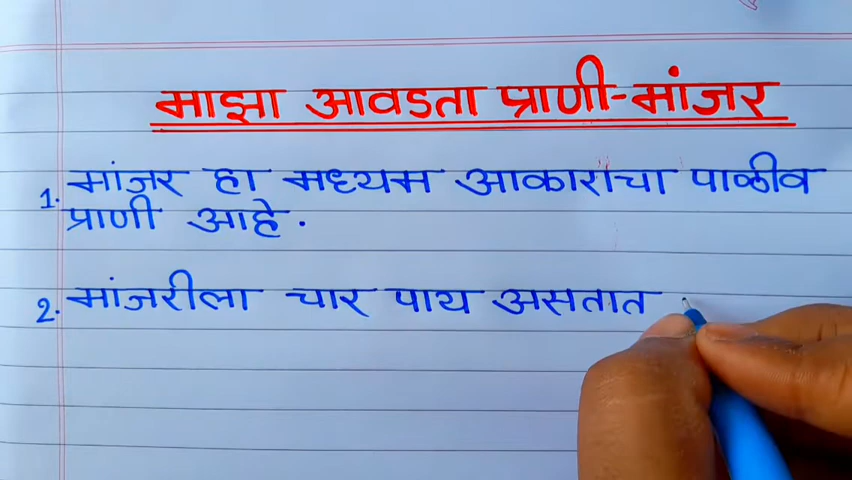 माझा आवडता प्राणी-मांजर
1. मांजर हा मध्यम आकाराचा पाळीव
प्राणी आहे.
2. मांजरीला चार पाय असतात